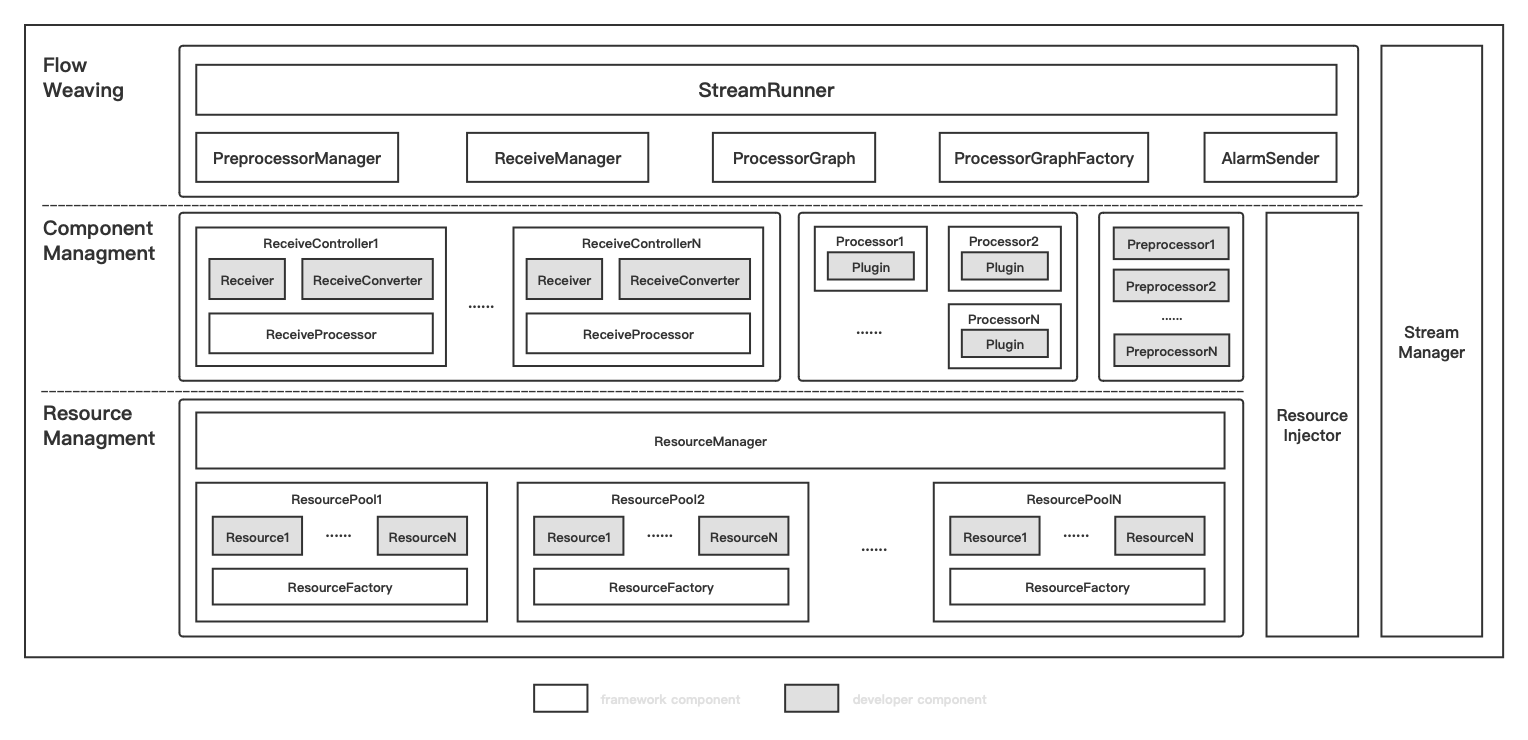 Flow
Weaving
StreamRunner
PreprocessorManager
ReceiveManager
ProcessorGraph
ProcessorGraphFactory
AlarmSender
Component
Managment
ReceiveController1
Receiver
ReceiveConverter
ReceiveProcessor
......
ReceiveControllerN
Receiver
ReceiveConverter
ReceiveProcessor
Processor1
Plugin
Processor2
Plugin
......
ProcessorN
Plugin
Preprocessor1
Preprocessor2
......
PreprocessorN
Resource
Managment
ResourceManager
ResourcePool1
Resource1
......
ResourceN
ResourceFactory
ResourcePool2
Resource1
......
ResourceN
ResourceFactory
......
ResourcePoolN
Resource1
......
ResourceN
ResourceFactory
Resource
Injector
Stream
Manager
framework component
developer component